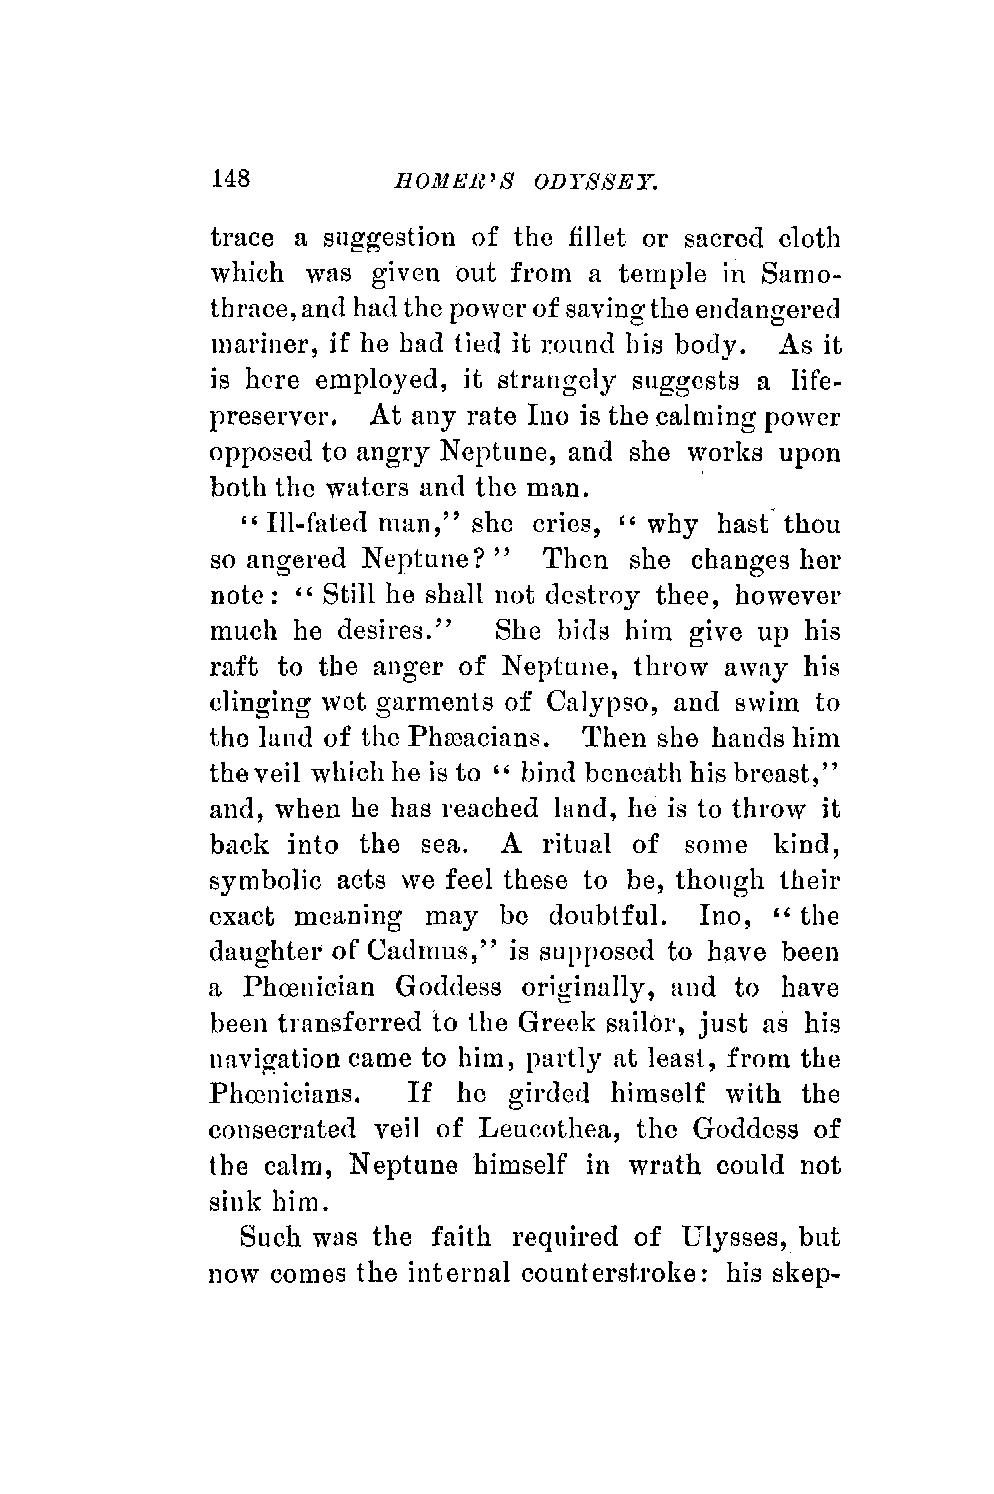 148 HOMER'S ODYSSEY.
trace a suggestion of the fillet or sacred cloth
which was given out from a temple in Samo-
thrace, and had the power of saving the endangered
mariner, if he had tied it round his body. As it
is here employed, it strangely suggests a life-
preserver. At any rate Ino is the calming power
opposed to angry Neptune, and she works upon
both the waters and the man.
"Ill-fated man," she cries, "why hast thou
so angered Neptune?" Then she changes her
note: "Still he shall not destroy thee, however
much he desires." She bids him give up his
raft to the anger of Neptune, throw away his
clinging wet garments of Calypso, and swim to
the land of the Phæacians. Then she hands him
the veil which he is to "bind beneath his breast,"
and, when he has reached land, he is to throw it
back into the sea. A ritual of some kind,
symbolic acts we feel these to be, though their
exact meaning may be doubtful. Ino, "the
daughter of Cadmus," is supposed to have been
a Phœnician Goddess originally, and to have
been transferred to the Greek sailor, just as his
navigation came to him, partly at least, from the
Phœnicians. If he girded himself with the
consecrated veil of Leucothea, the Goddess of
the calm, Neptune himself in wrath could not
sink him.
Such was the faith required of Ulysses, but
now comes the internal counterstroke: his skep-